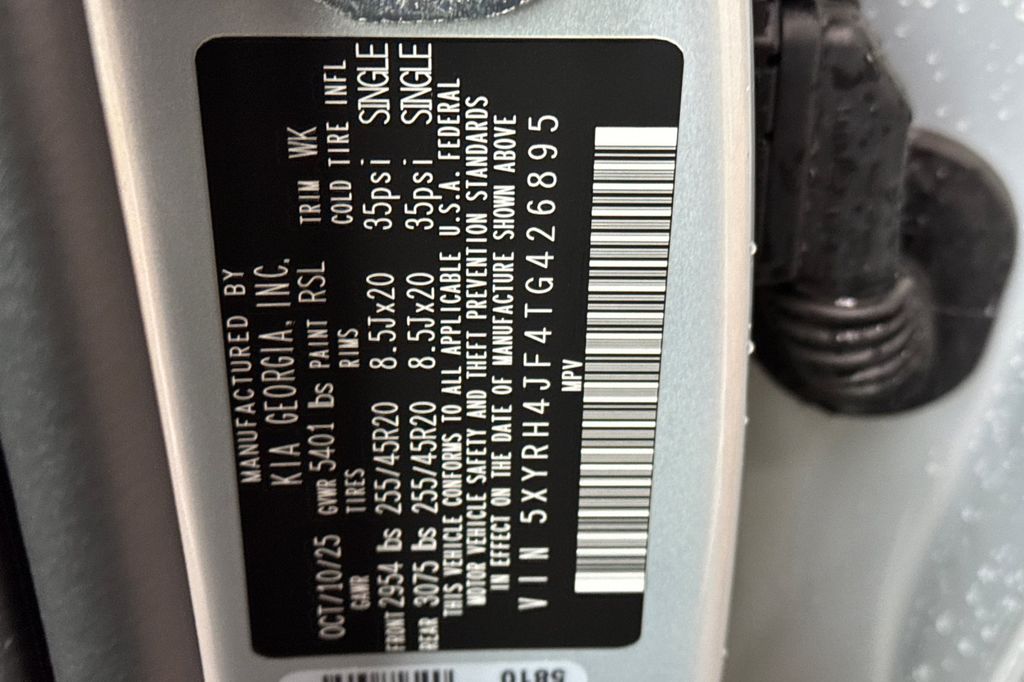 MANUFACTURED BY
KIA GEORGIA, INC.
OCT/10/25 GVWR 5401 lbs PAINT RSL TRIM WK
GAWR TIRES RIMS COLD TIRE INFL
FRONT 2954 lbs 255/45R20 8.5Jx20 35psi SINGLE
REAR 3075 lbs 255/45R20 8.5Jx20 35psi SINGLE
THIS VEHICLE CONFORMS TO ALL APPLICABLE U.S.A. FEDERAL
MOTOR VEHICLE SAFETY AND THEFT PREVENTION STANDARDS
IN EFFECT ON THE DATE OF MANUFACTURE SHOWN ABOVE
VIN 5XYRH4JF4TG426895
MPV
5810